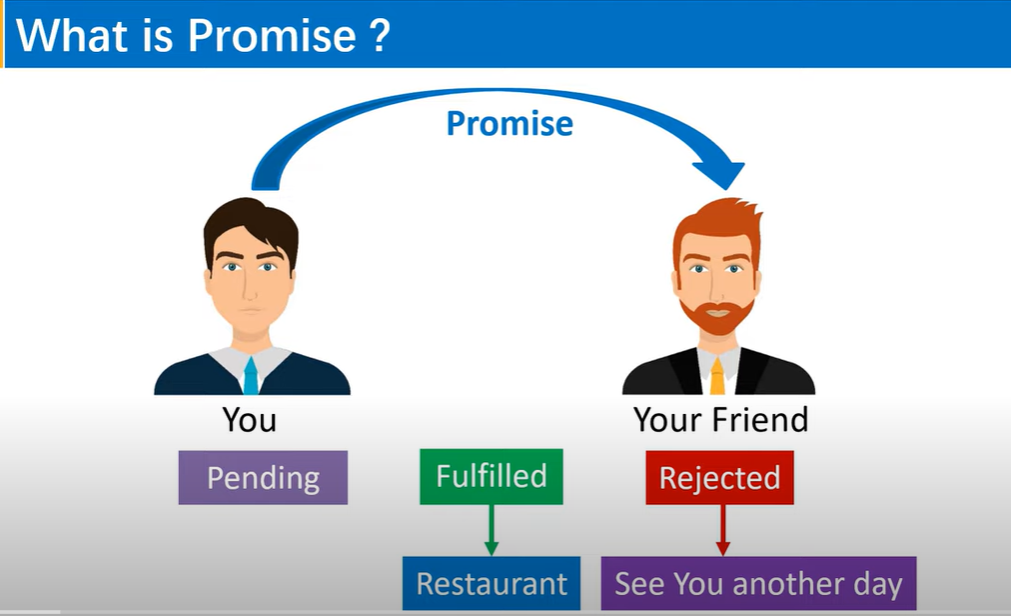 What is Promise ?
Promise
You
Your Friend
Pending
Fulfilled
Rejected
Restaurant
See You another day